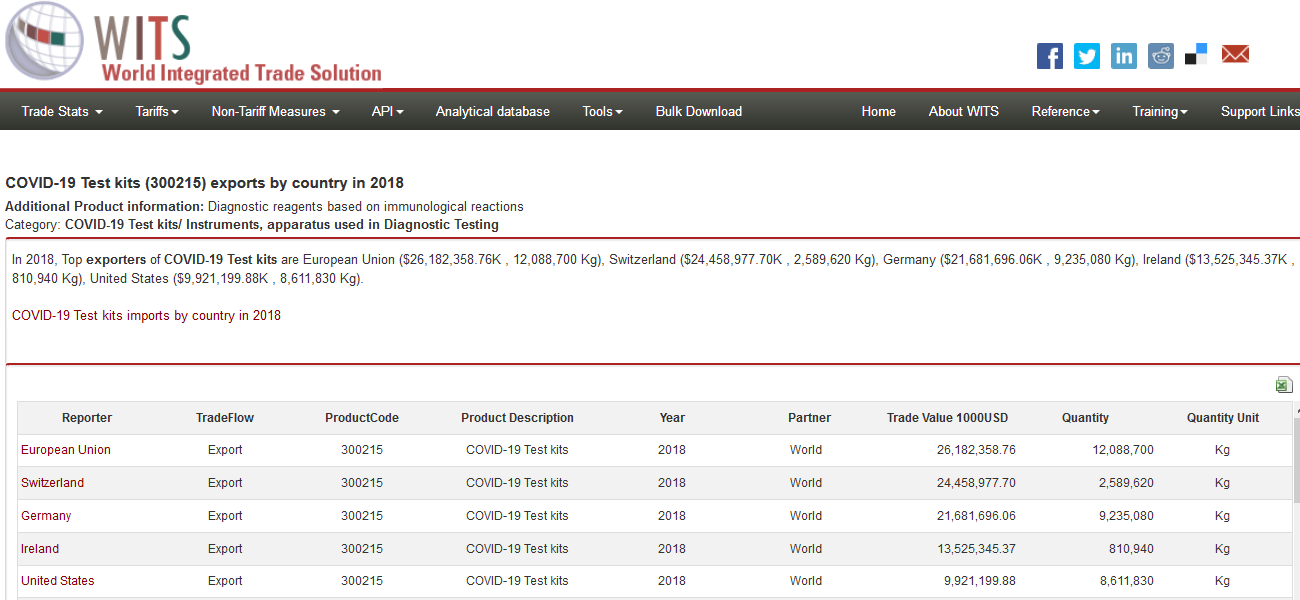 WITS
World Integrated Trade Solution
Trade Stats Tariffs Non-Tariff Measures API Analytical database Tools Bulk Download Home About WITS Reference Training Support Links
COVID-19 Test kits (300215) exports by country in 2018
Additional Product information: Diagnostic reagents based on immunological reactions
Category: COVID-19 Test kits/ Instruments, apparatus used in Diagnostic Testing
In 2018, Top exporters of COVID-19 Test kits are European Union ($26,182,358.76K , 12,088,700 Kg), Switzerland ($24,458,977.70K , 2,589,620 Kg), Germany ($21,681,696.06K , 9,235,080 Kg), Ireland ($13,525,345.37K ,
810,940 Kg), United States ($9,921,199.88K , 8,611,830 Kg).
COVID-19 Test kits imports by country in 2018
Reporter TradeFlow ProductCode Product Description Year Partner Trade Value 1000USD Quantity Quantity Unit
European Union Export 300215 COVID-19 Test kits 2018 World 26,182,358.76 12,088,700 Kg
Switzerland Export 300215 COVID-19 Test kits 2018 World 24,458,977.70 2,589,620 Kg
Germany Export 300215 COVID-19 Test kits 2018 World 21,681,696.06 9,235,080 Kg
Ireland Export 300215 COVID-19 Test kits 2018 World 13,525,345.37 810,940 Kg
United States Export 300215 COVID-19 Test kits 2018 World 9,921,199.88 8,611,830 Kg